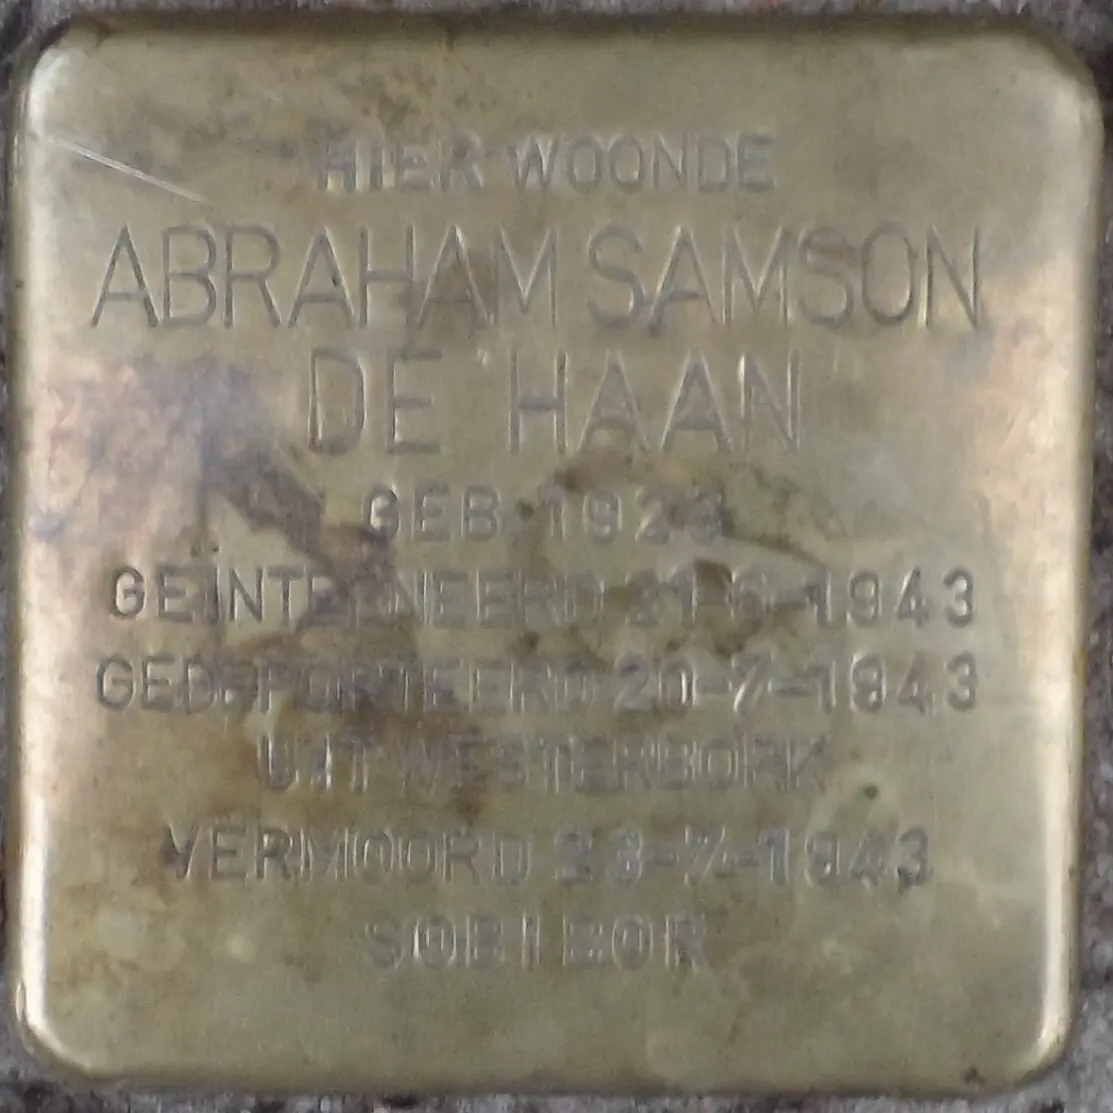 HIER WOONDE
ABRAHAM SAMSON
DE HAAN
GEB. 1923
GEÏNTERNEERD 21-6-1943
GEDEPORTEERD 20-7-1943
UIT WESTERBORK
VERMOORD 23-7-1943
SOBIBOR